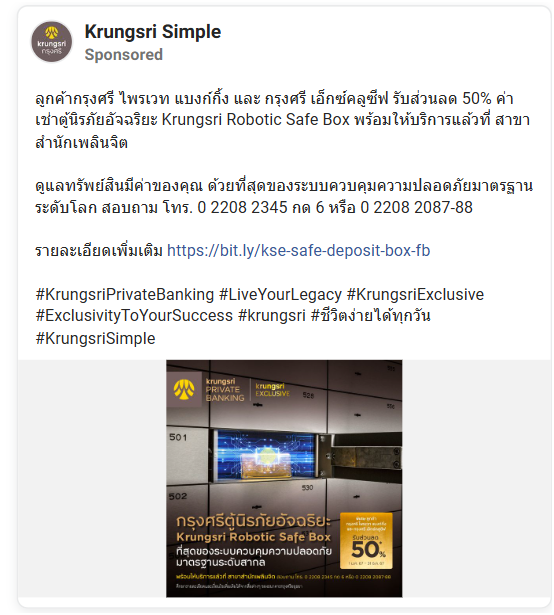 Krungsri Simple
krungsri
กรุงศรี
Sponsored
ลูกค้ากรุงศรี ไพรเวท แบงก์กิ้ง และ กรุงศรี เอ็กซ์คลูซีฟ รับส่วนลด 50% ค่า
เช่าตู้นิรภัยอัจฉริยะ Krungsri Robotic Safe Box พร้อมให้บริการแล้วที่ สาขา
สำนักเพลินจิต
ดูแลทรัพย์สินมีค่าของคุณ ด้วยที่สุดของระบบควบคุมความปลอดภัยมาตรฐาน
ระดับโลก สอบถาม โทร. 0 2208 2345 กด 6 หรือ 0 2208 2087-88
รายละเอียดเพิ่มเติม https://bit.ly/kse-safe-deposit-box-fb
#KrungsriPrivateBanking #LiveYourLegacy #KrungsriExclusive
#ExclusivityToYourSuccess #krungsri #ชีวิตง่ายได้ทุกวัน
#KrungsriSimple
krungsri
PRIVATE
BANKING
krungsri
EXCLUSIVE
501
502
530
กรุงศรีตู้นิรภัยอัจฉริยะ
Krungsri Robotic Safe Box
ที่สุดของระบบควบคุมความปลอดภัย
มาตรฐานระดับสากล
รับส่วนลด
50%
พร้อมให้บริการแล้วที่ สาขาสำนักเพลินจิต สอบถาม โทร. 0 2208 2345 กด 6 หรือ 0 2208 2087-88